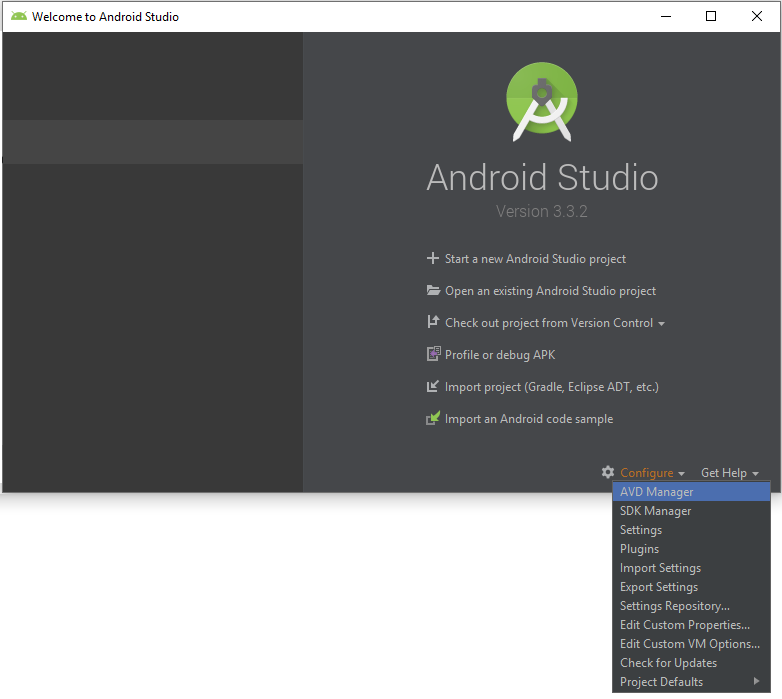 Welcome to Android Studio
Android Studio
Version 3.3.2
Start a new Android Studio project
Open an existing Android Studio project
Check out project from Version Control
Profile or debug APK
Import project (Gradle, Eclipse ADT, etc.)
Import an Android code sample
Configure Get Help
AVD Manager
SDK Manager
Settings
Plugins
Import Settings
Export Settings
Settings Repository...
Edit Custom Properties...
Edit Custom VM Options...
Check for Updates
Project Defaults